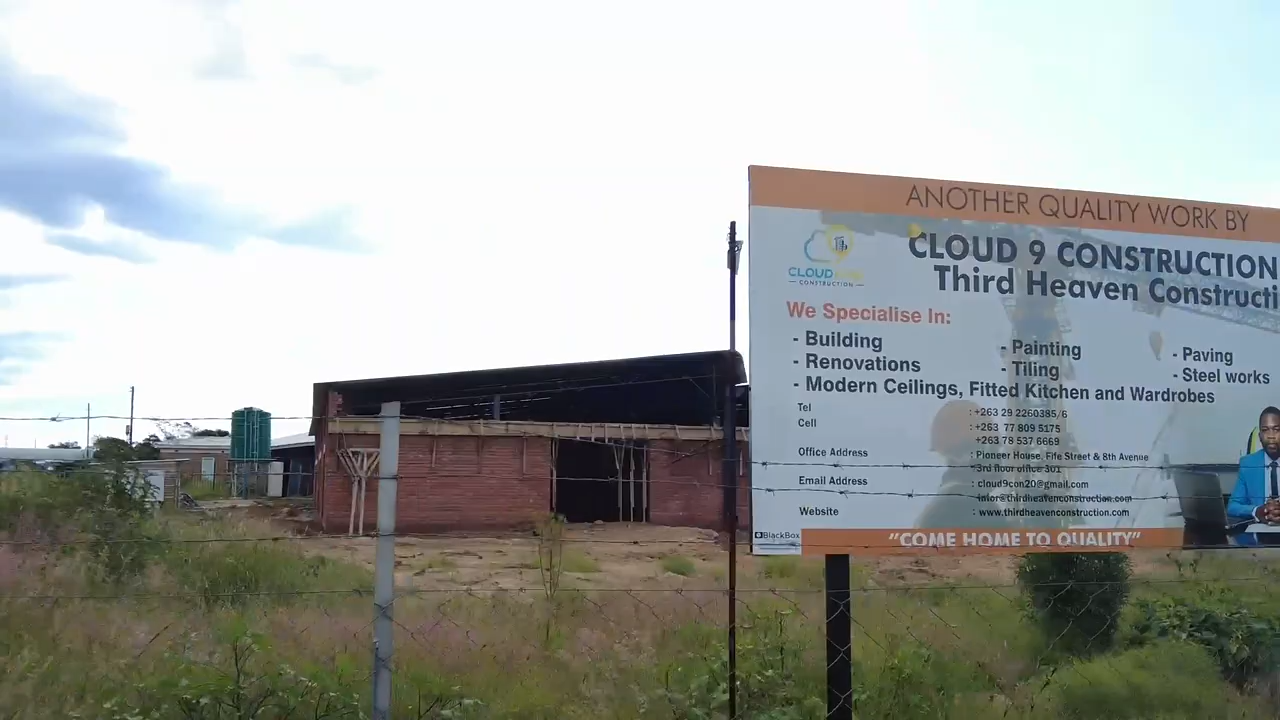 ANOTHER QUALITY WORK BY
CLOUD 9 CONSTRUCTION
Third Heaven Constructi
CLOUD
CONSTRUCTION
We Specialise In:
- Building
- Renovations
- Modern Ceilings, Fitted Kitchen and Wardrobes
- Painting
- Tiling
- Paving
- Steel works
Tel : +263 29 2260385/6
Cell : +263 77 809 5175
+263 78 537 6669
Office Address : Pioneer House, Fife Street & 8th Avenue
3rd floor office 301
Email Address : cloud9con20@gmail.com
infor@thirdheavenconstruction.com
Website : www.thirdheavenconstruction.com
BlackBox
"COME HOME TO QUALITY"